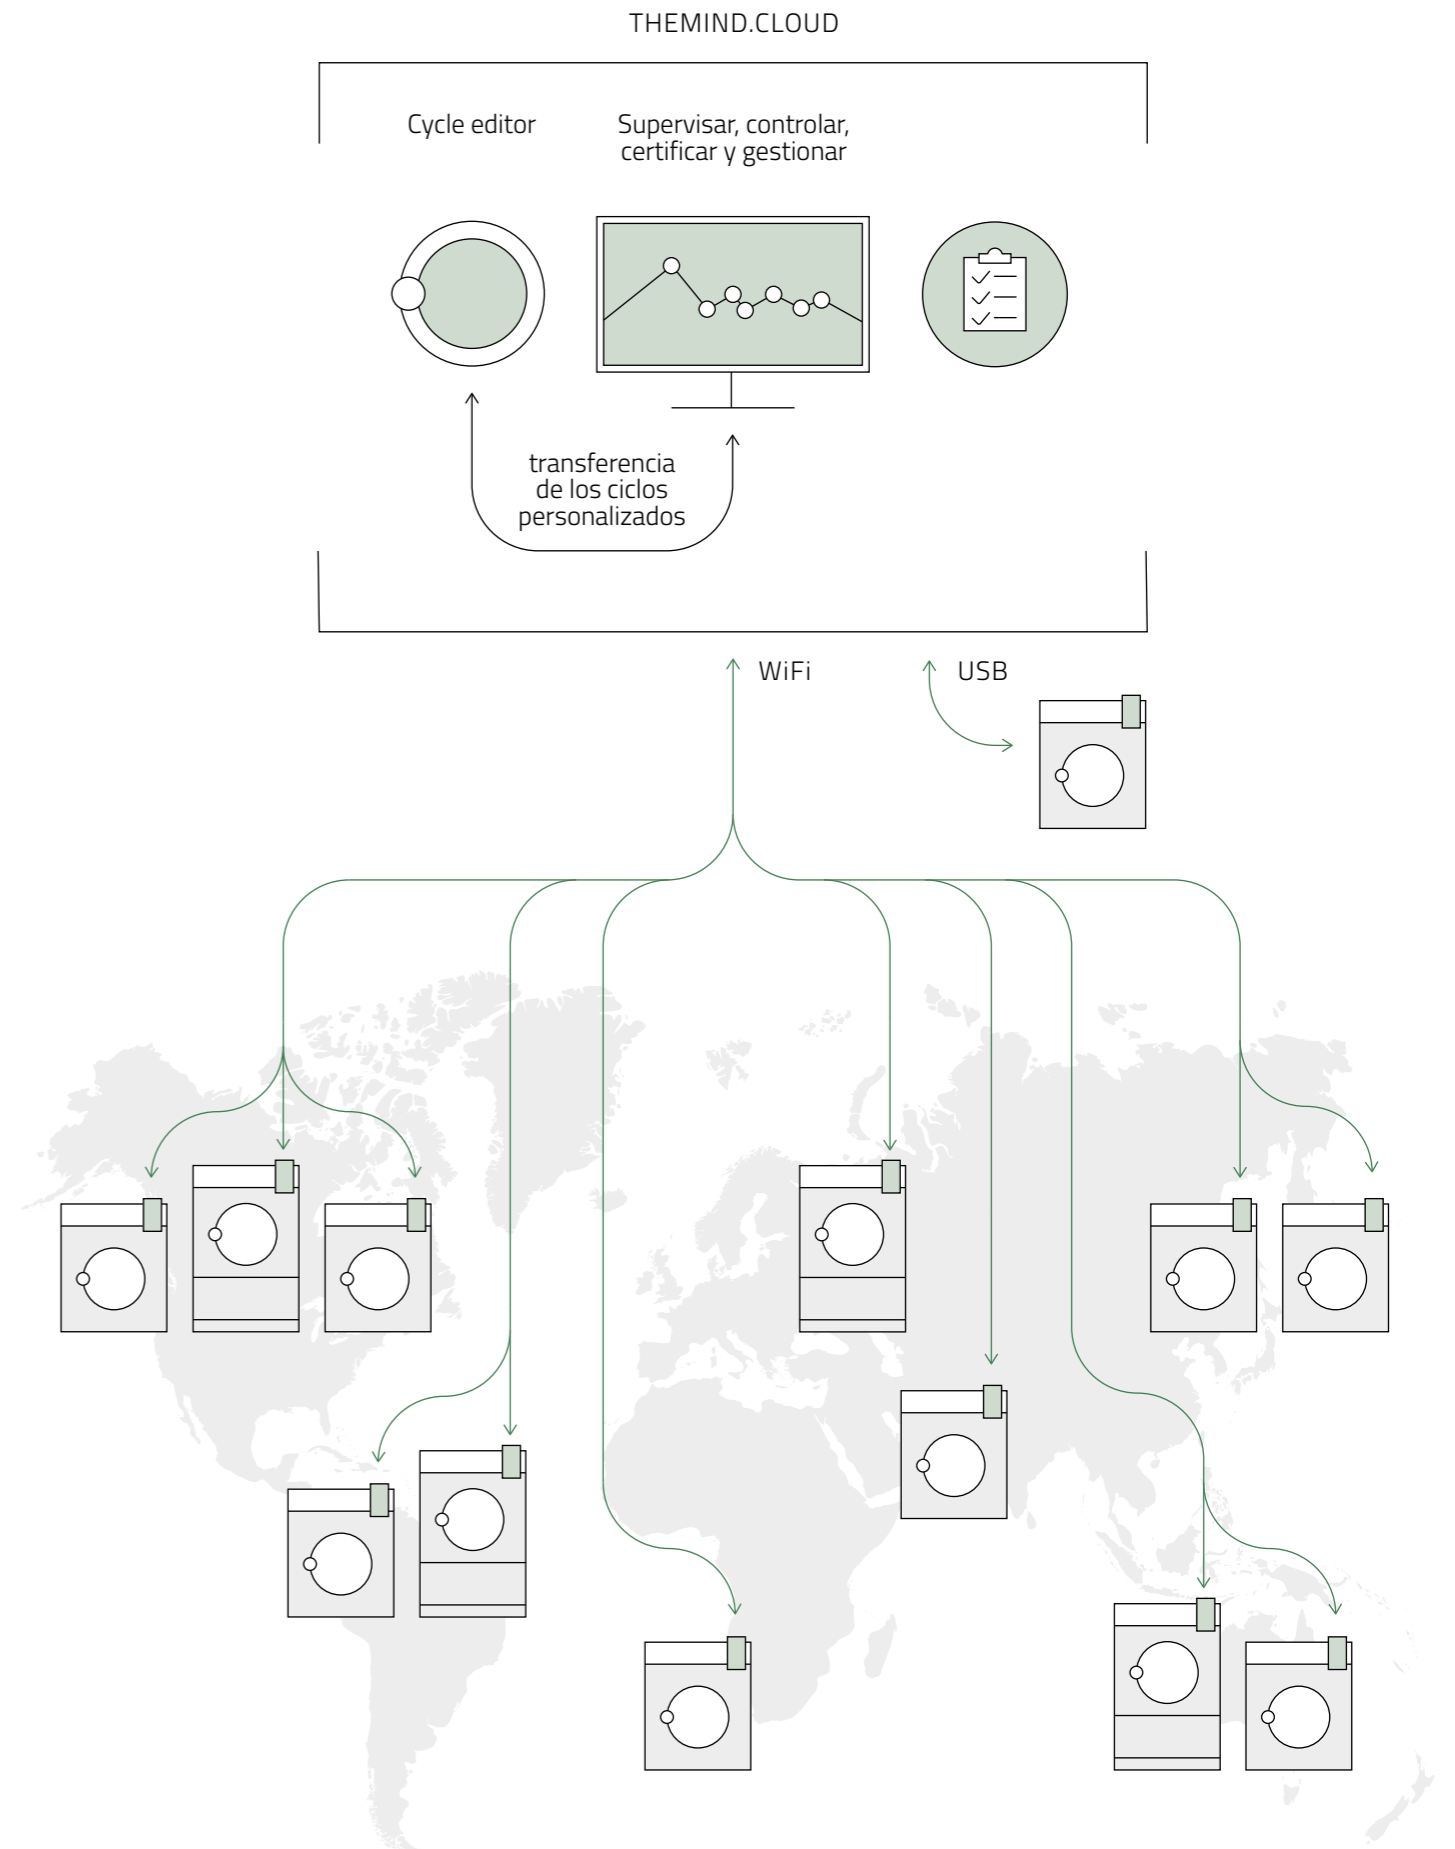 THEMIND.CLOUD
Cycle editor
Supervisar, controlar,
certificar y gestionar
transferencia
de los ciclos
personalizados
WiFi
USB